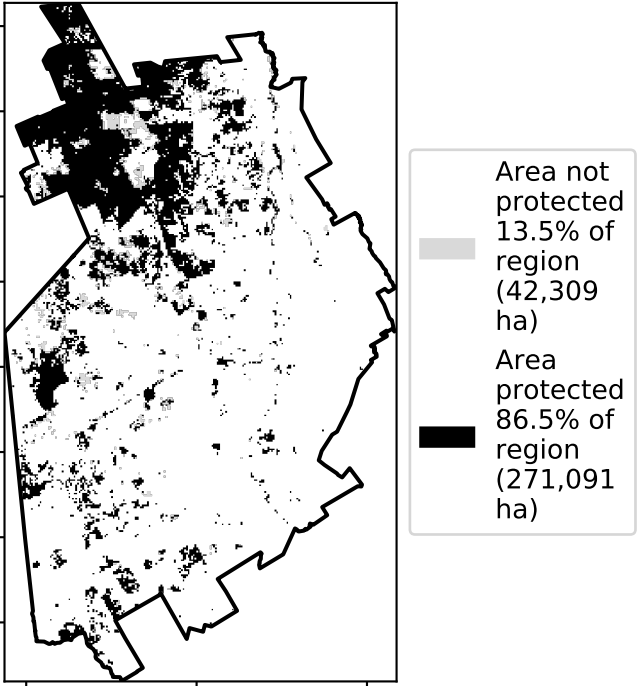 Area not
protected
13.5% of
region
(42,309
ha)
Area
protected
86.5% of
region
(271,091
ha)